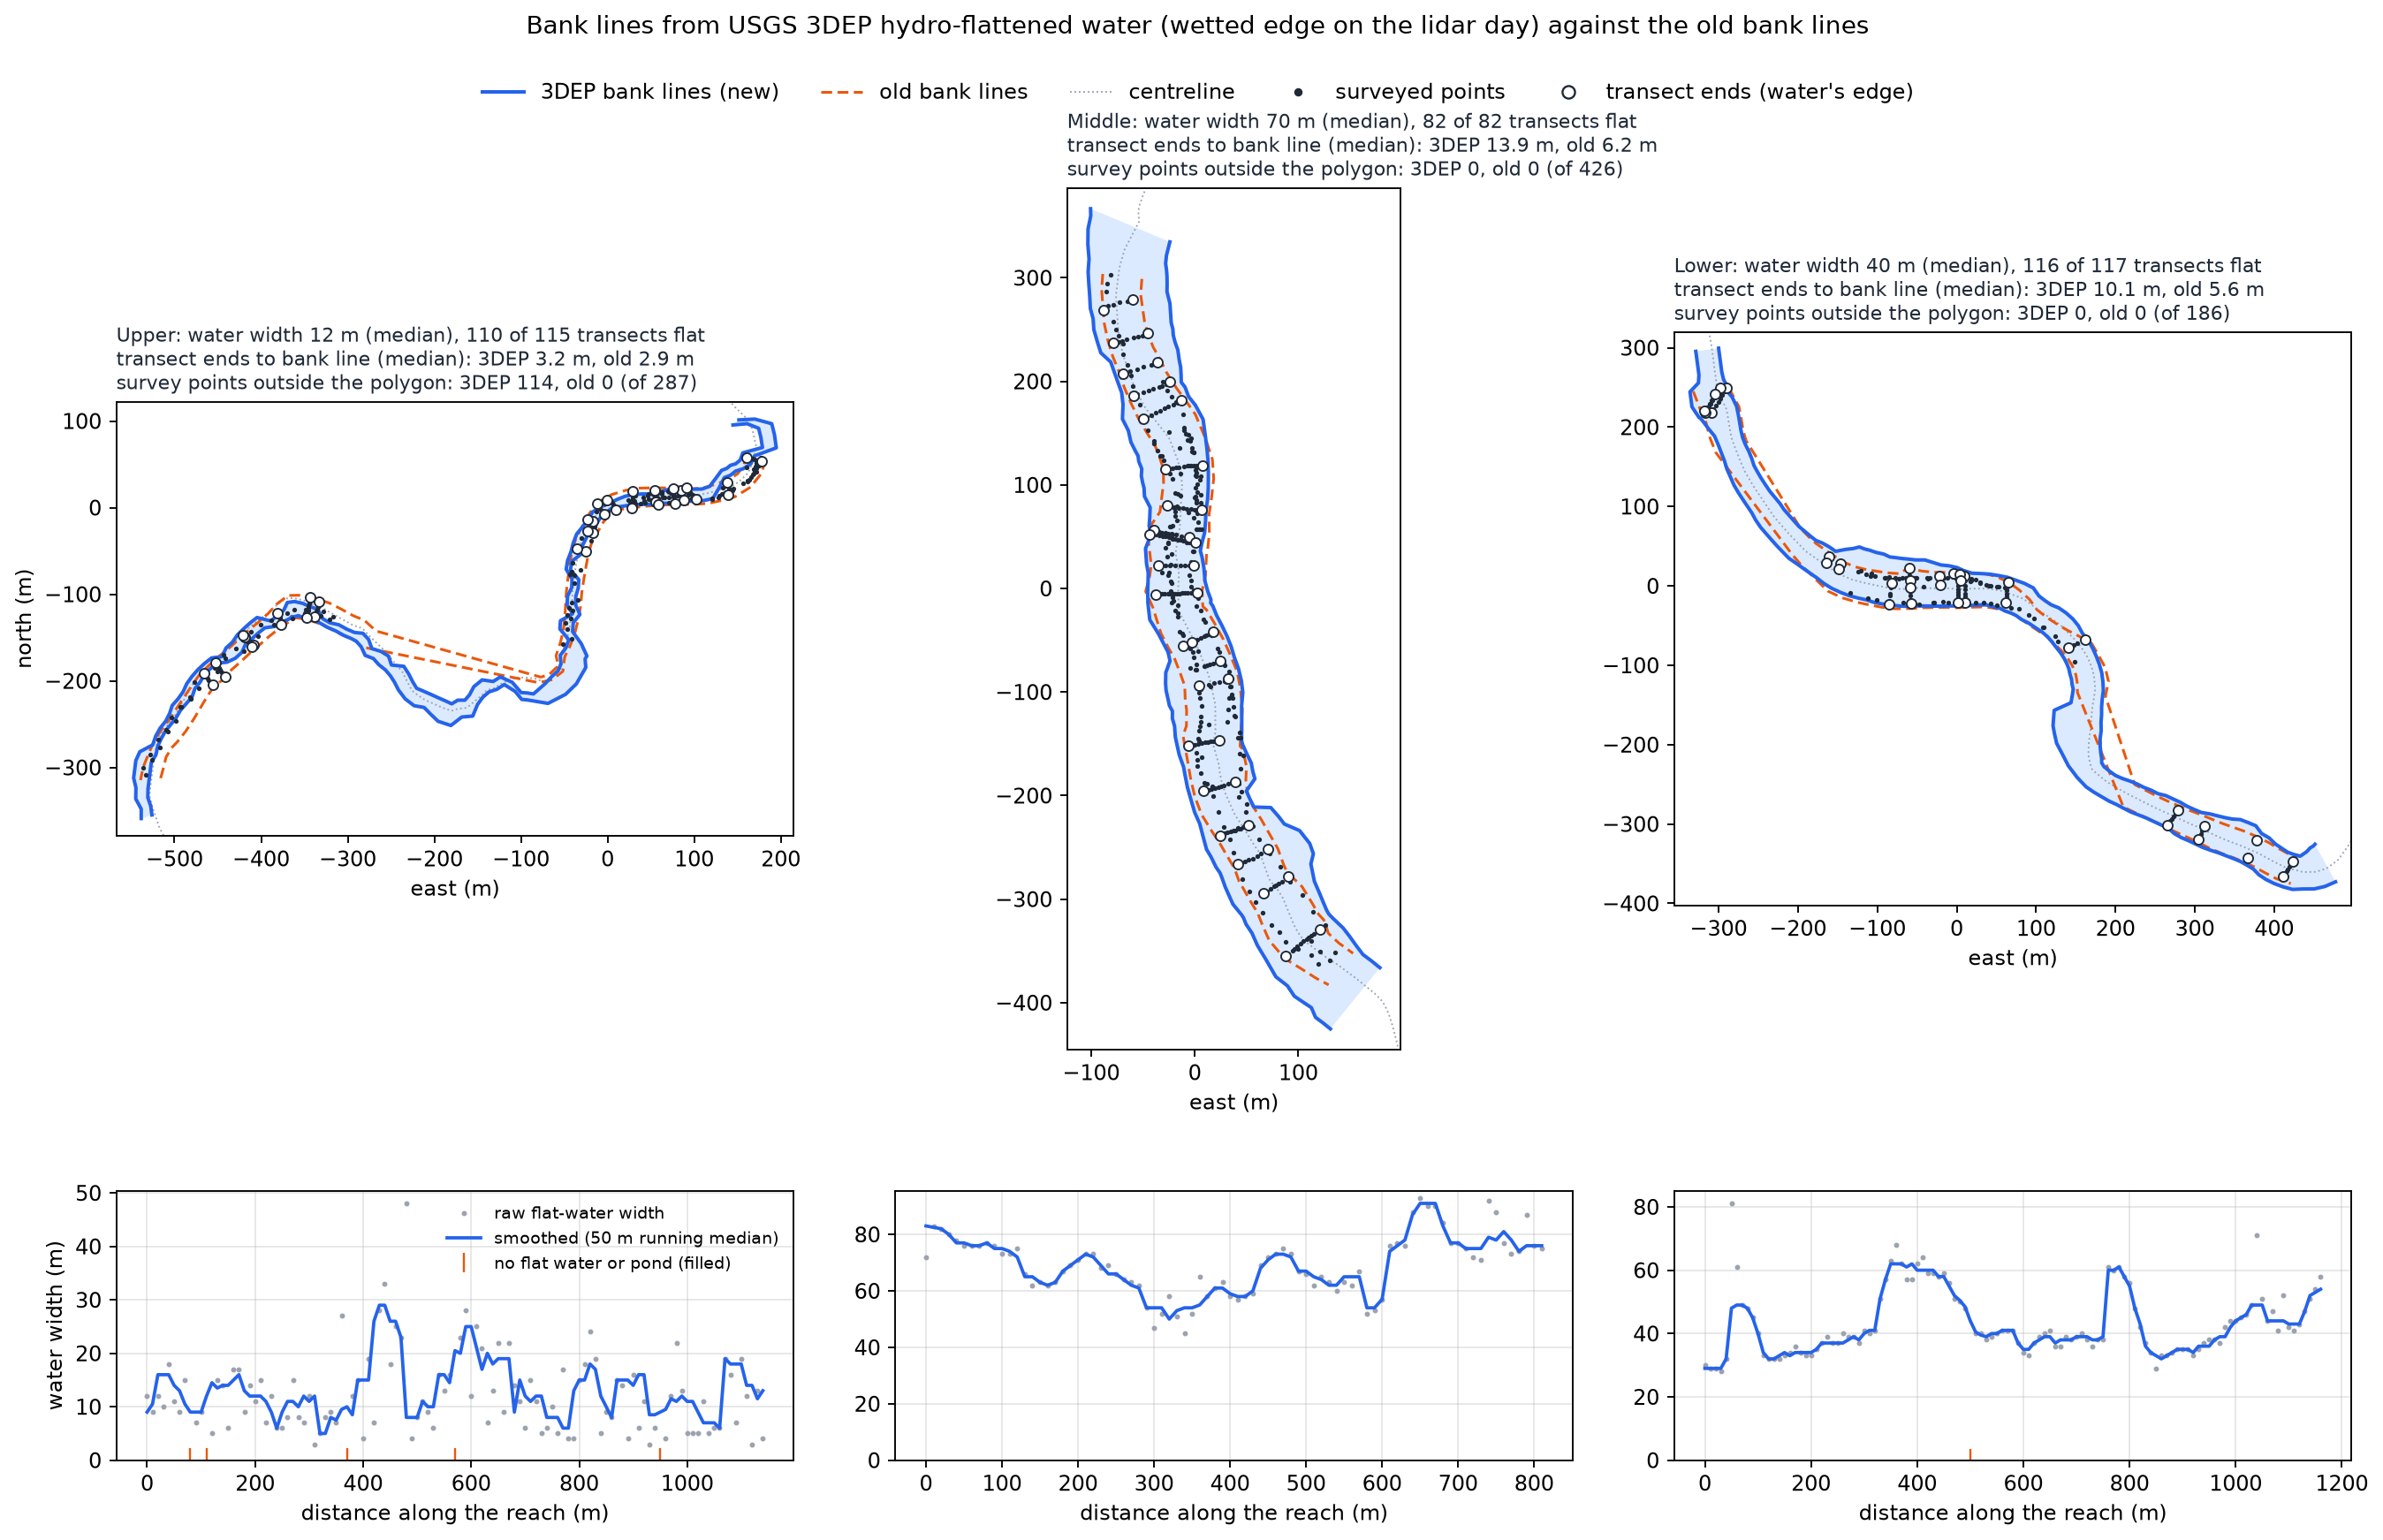 Bank lines from USGS 3DEP hydro-flattened water (wetted edge on the lidar day) against the old bank lines
3DEP bank lines (new)
old bank lines
centreline
surveyed points
transect ends (water's edge)
Upper: water width 12 m (median), 110 of 115 transects flat
transect ends to bank line (median): 3DEP 3.2 m, old 2.9 m
survey points outside the polygon: 3DEP 114, old 0 (of 287)
100
0
−100
−200
−300
north (m)
−500 −400 −300 −200 −100 0 100 200
east (m)
Middle: water width 70 m (median), 82 of 82 transects flat
transect ends to bank line (median): 3DEP 13.9 m, old 6.2 m
survey points outside the polygon: 3DEP 0, old 0 (of 426)
300
200
100
0
−100
−200
−300
−400
−100 0 100
east (m)
Lower: water width 40 m (median), 116 of 117 transects flat
transect ends to bank line (median): 3DEP 10.1 m, old 5.6 m
survey points outside the polygon: 3DEP 0, old 0 (of 186)
300
200
100
0
−100
−200
−300
−400
−300 −200 −100 0 100 200 300 400
east (m)
50
40
30
20
10
0
water width (m)
raw flat-water width
smoothed (50 m running median)
no flat water or pond (filled)
0 200 400 600 800 1000
distance along the reach (m)
80
60
40
20
0
0 100 200 300 400 500 600 700 800
distance along the reach (m)
80
60
40
20
0
0 200 400 600 800 1000 1200
distance along the reach (m)